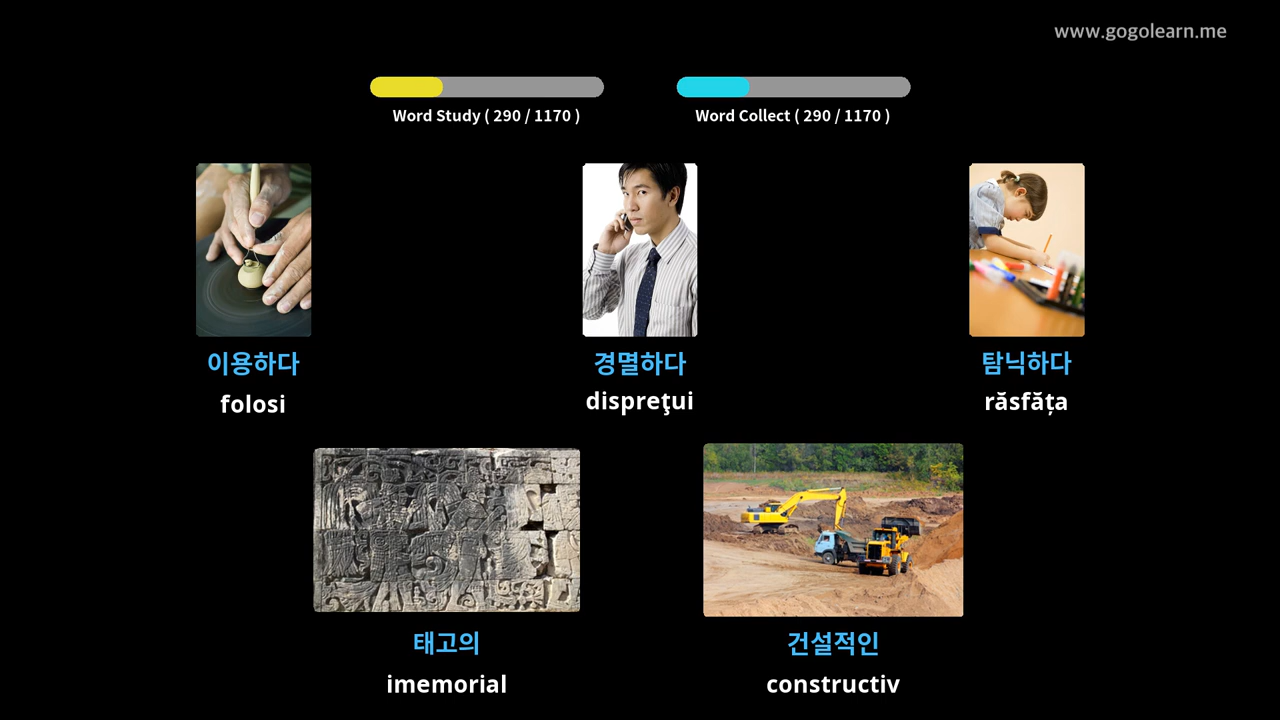 www.gogolearn.me
Word Study ( 290 / 1170 )
Word Collect ( 290 / 1170 )
이용하다
folosi
경멸하다
dispreţui
탐닉하다
răsfăța
태고의
imemorial
건설적인
constructiv